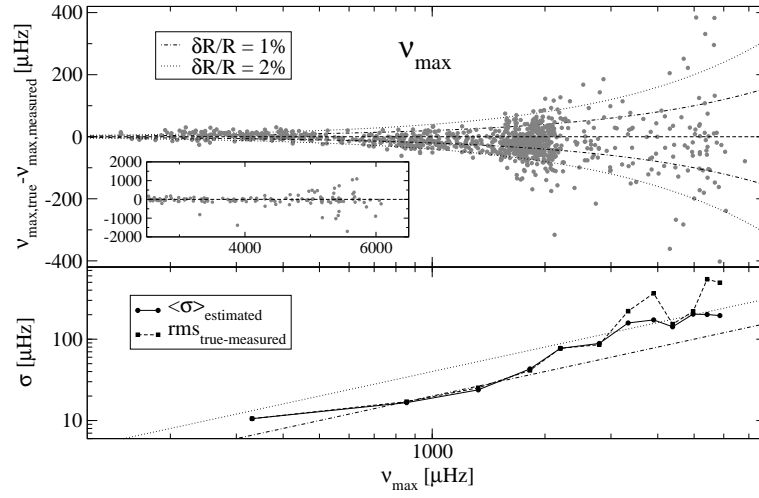 400
200
0
-200
-400
ν_max,true-ν_max,measured [μHz]
δR/R = 1%
δR/R = 2%
ν_max
2000
1000
0
-1000
-2000
4000
6000
100
10
σ [μHz]
<σ>_estimated
rms_true-measured
1000
ν_max [μHz]